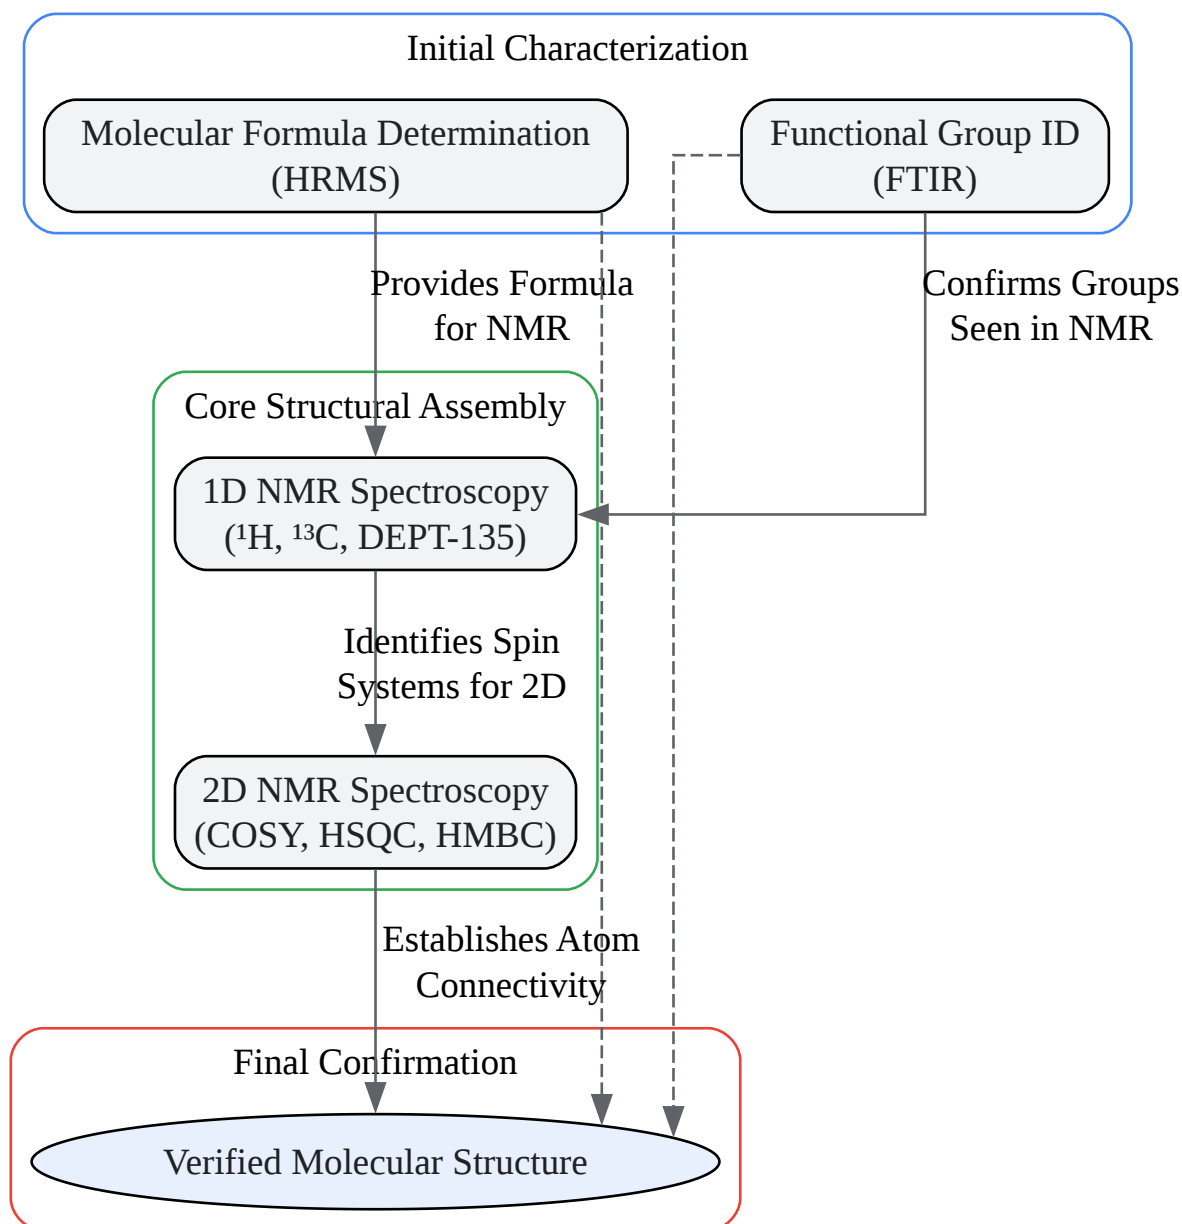 Initial Characterization
Molecular Formula Determination
(HRMS)
Functional Group ID
(FTIR)
Provides Formula
for NMR
Confirms Groups
Seen in NMR
Core Structural Assembly
1D NMR Spectroscopy
(¹H, ¹³C, DEPT-135)
Identifies Spin
Systems for 2D
2D NMR Spectroscopy
(COSY, HSQC, HMBC)
Establishes Atom
Connectivity
Final Confirmation
Verified Molecular Structure